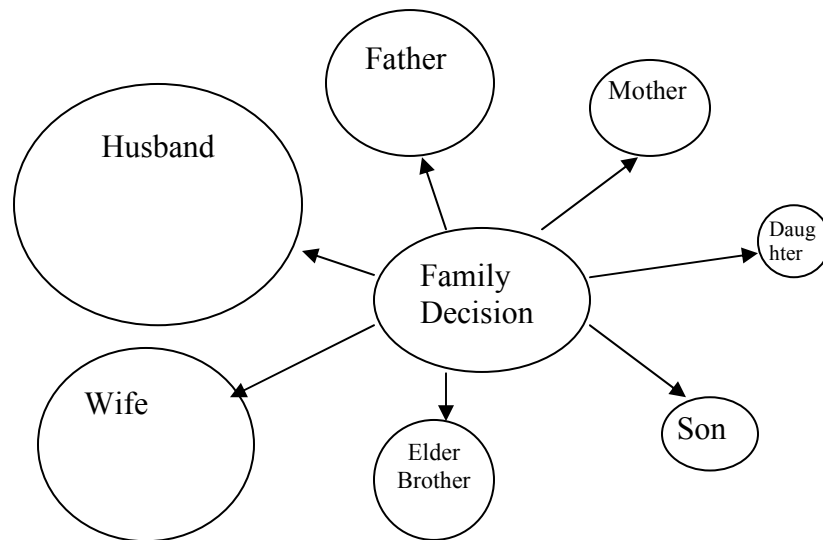 Father
Mother
Husband
Daug
hter
Family
Decision
Wife
Son
Elder
Brother